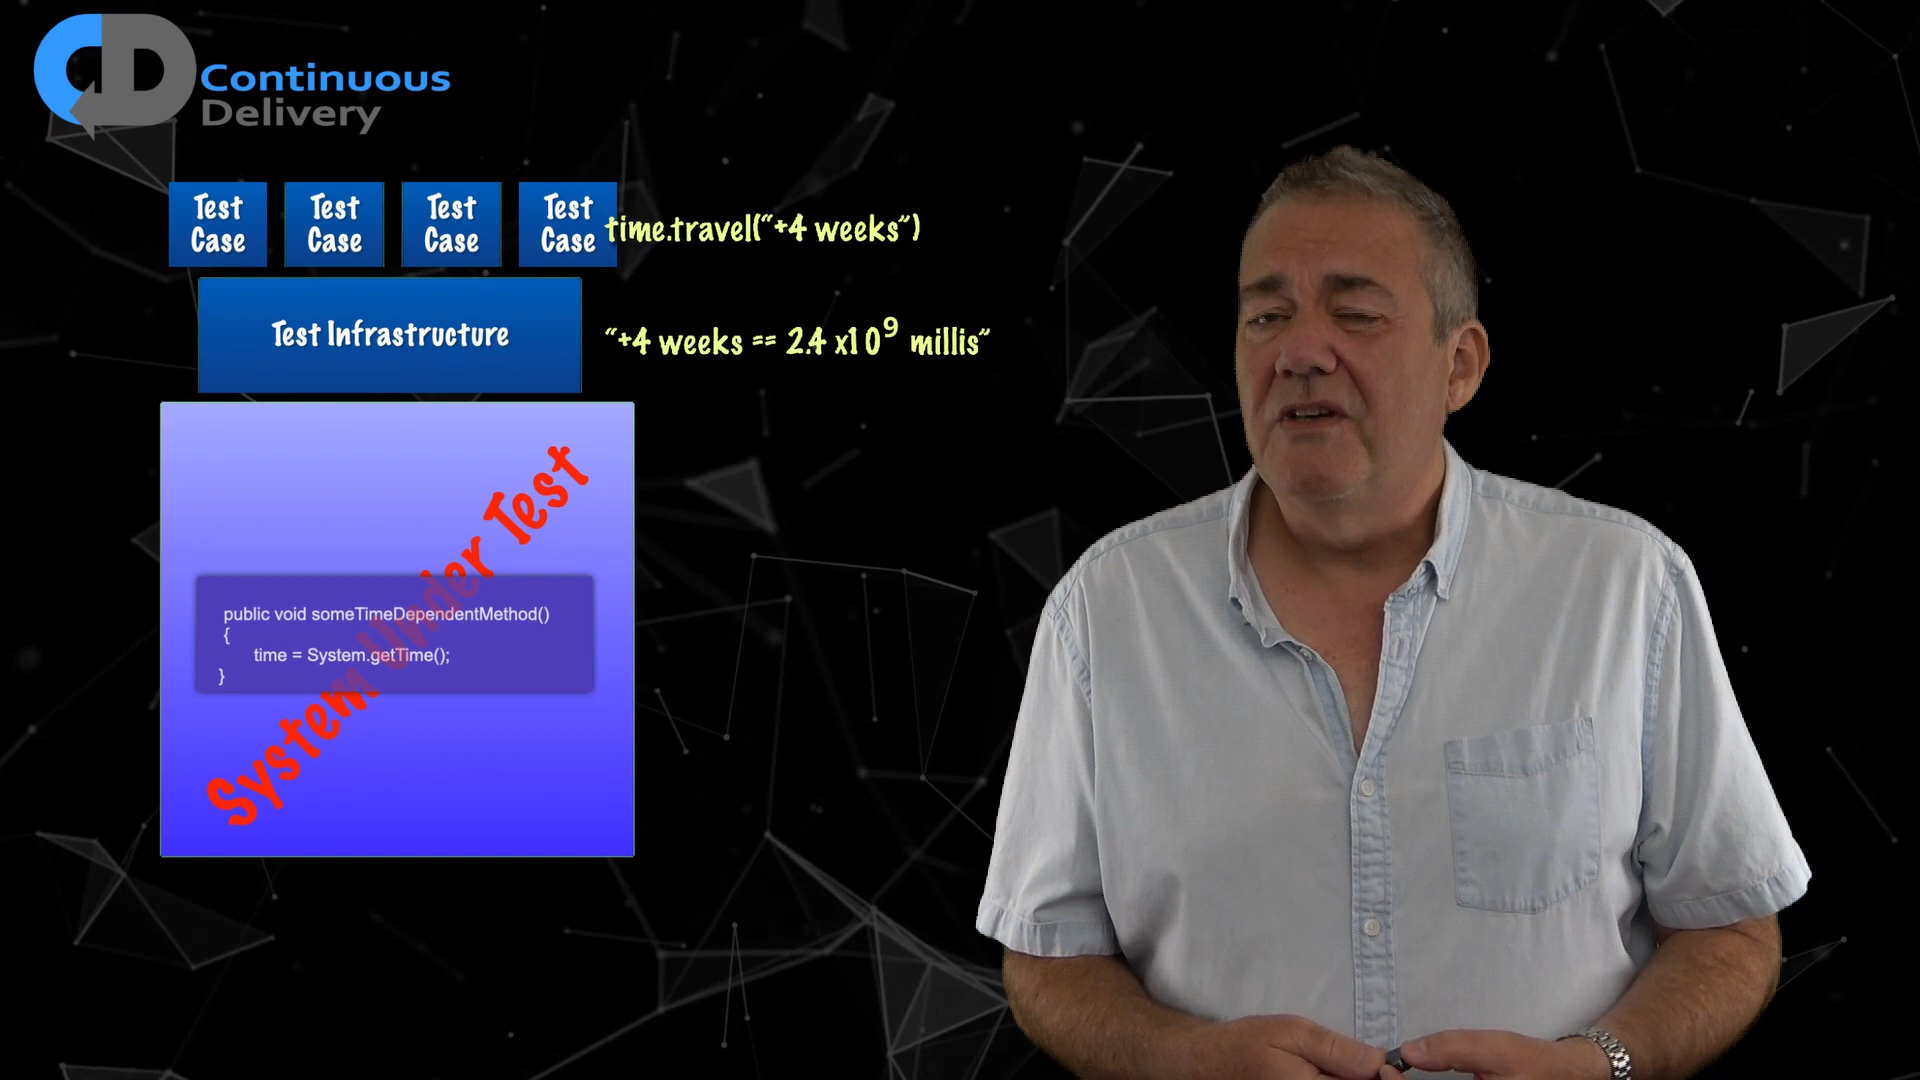 Continuous
Delivery
Test
Case
Test
Case
Test
Case
Test
Case
time.travel(“+4 weeks”)
Test Infrastructure
“+4 weeks == 2.4 x10⁹ millis”
System Under Test
public void someTimeDependentMethod()
{
time = System.getTime();
}